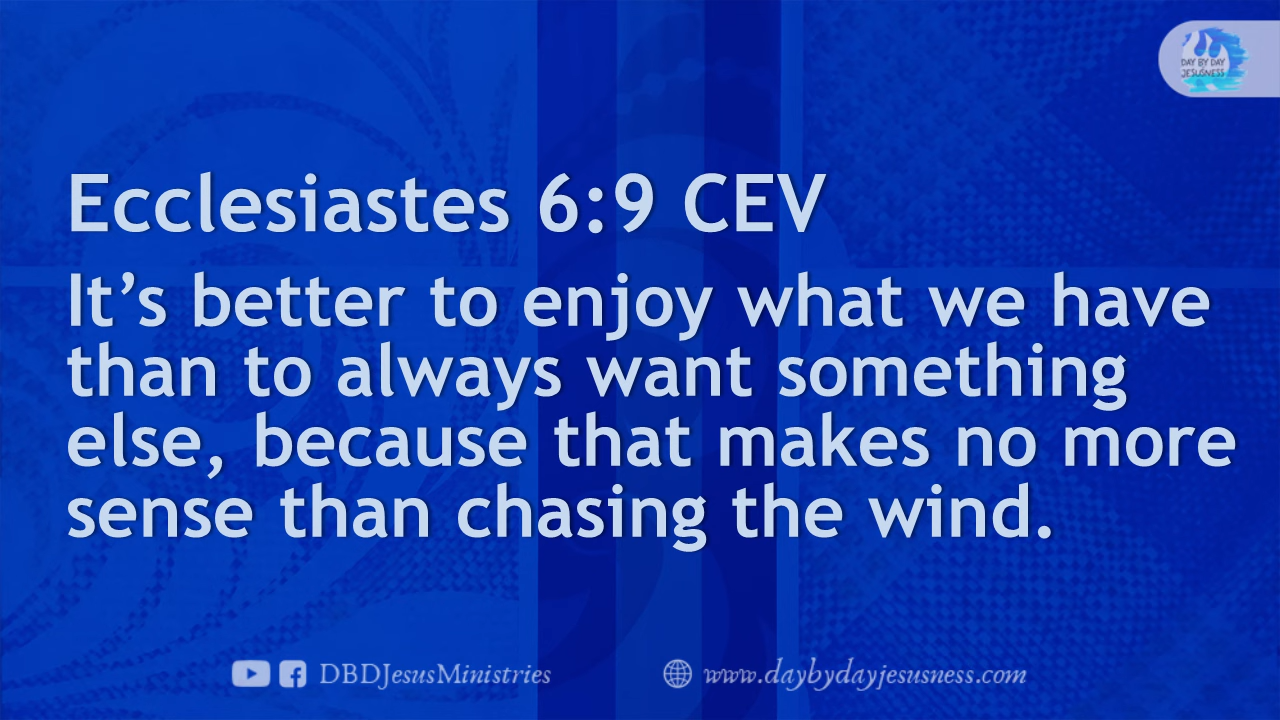 DAY BY DAY
JESUSNESS
Ecclesiastes 6:9 CEV
It’s better to enjoy what we have
than to always want something
else, because that makes no more
sense than chasing the wind.
DBDJesusMinistries
www.daybydayjesusness.com